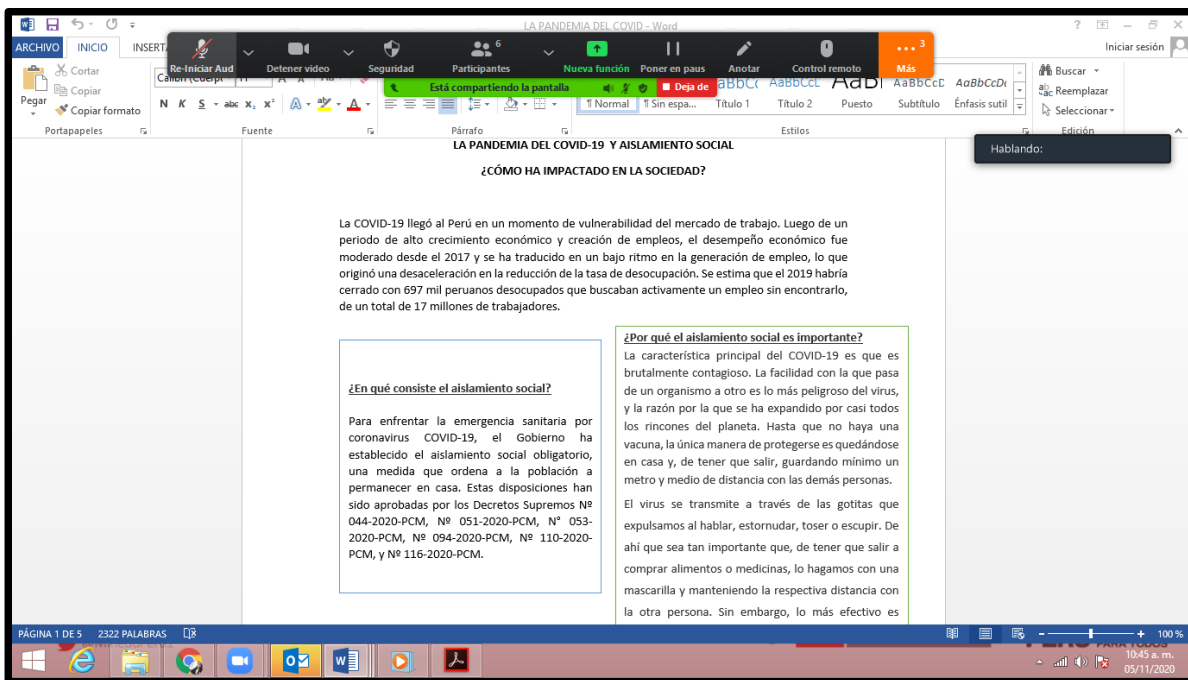 LA PANDEMIA DEL COVID - Word
ARCHIVO INICIO INSERT
Iniciar sesión
Re-Iniciar Aud
Detener video
Seguridad
Participantes 6
Nueva función
Poner en paus
Anotar
Control remoto
Más 3
Está compartiendo la pantalla
Deja de
Pegar
Cortar
Copiar
Copiar formato
Portapapeles
N K S abc X₂ X²
Fuente
Párrafo
¶ Normal
¶ Sin espa...
Título 1
Título 2
Puesto
Subtítulo
Énfasis sutil
Estilos
Buscar
Reemplazar
Seleccionar
Edición
Hablando:
LA PANDEMIA DEL COVID-19 Y AISLAMIENTO SOCIAL
¿CÓMO HA IMPACTADO EN LA SOCIEDAD?
La COVID-19 llegó al Perú en un momento de vulnerabilidad del mercado de trabajo. Luego de un
periodo de alto crecimiento económico y creación de empleos, el desempeño económico fue
moderado desde el 2017 y se ha traducido en un bajo ritmo en la generación de empleo, lo que
originó una desaceleración en la reducción de la tasa de desocupación. Se estima que el 2019 habría
cerrado con 697 mil peruanos desocupados que buscaban activamente un empleo sin encontrarlo,
de un total de 17 millones de trabajadores.
¿En qué consiste el aislamiento social?
Para enfrentar la emergencia sanitaria por
coronavirus COVID-19, el Gobierno ha
establecido el aislamiento social obligatorio,
una medida que ordena a la población a
permanecer en casa. Estas disposiciones han
sido aprobadas por los Decretos Supremos Nº
044-2020-PCM, Nº 051-2020-PCM, N° 053-
2020-PCM, Nº 094-2020-PCM, Nº 110-2020-
PCM, y Nº 116-2020-PCM.
¿Por qué el aislamiento social es importante?
La característica principal del COVID-19 es que es
brutalmente contagioso. La facilidad con la que pasa
de un organismo a otro es lo más peligroso del virus,
y la razón por la que se ha expandido por casi todos
los rincones del planeta. Hasta que no haya una
vacuna, la única manera de protegerse es quedándose
en casa y, de tener que salir, guardando mínimo un
metro y medio de distancia con las demás personas.
El virus se transmite a través de las gotitas que
expulsamos al hablar, estornudar, toser o escupir. De
ahí que sea tan importante que, de tener que salir a
comprar alimentos o medicinas, lo hagamos con una
mascarilla y manteniendo la respectiva distancia con
la otra persona. Sin embargo, lo más efectivo es
PÁGINA 1 DE 5 2322 PALABRAS
100 %
10:45 a. m.
05/11/2020